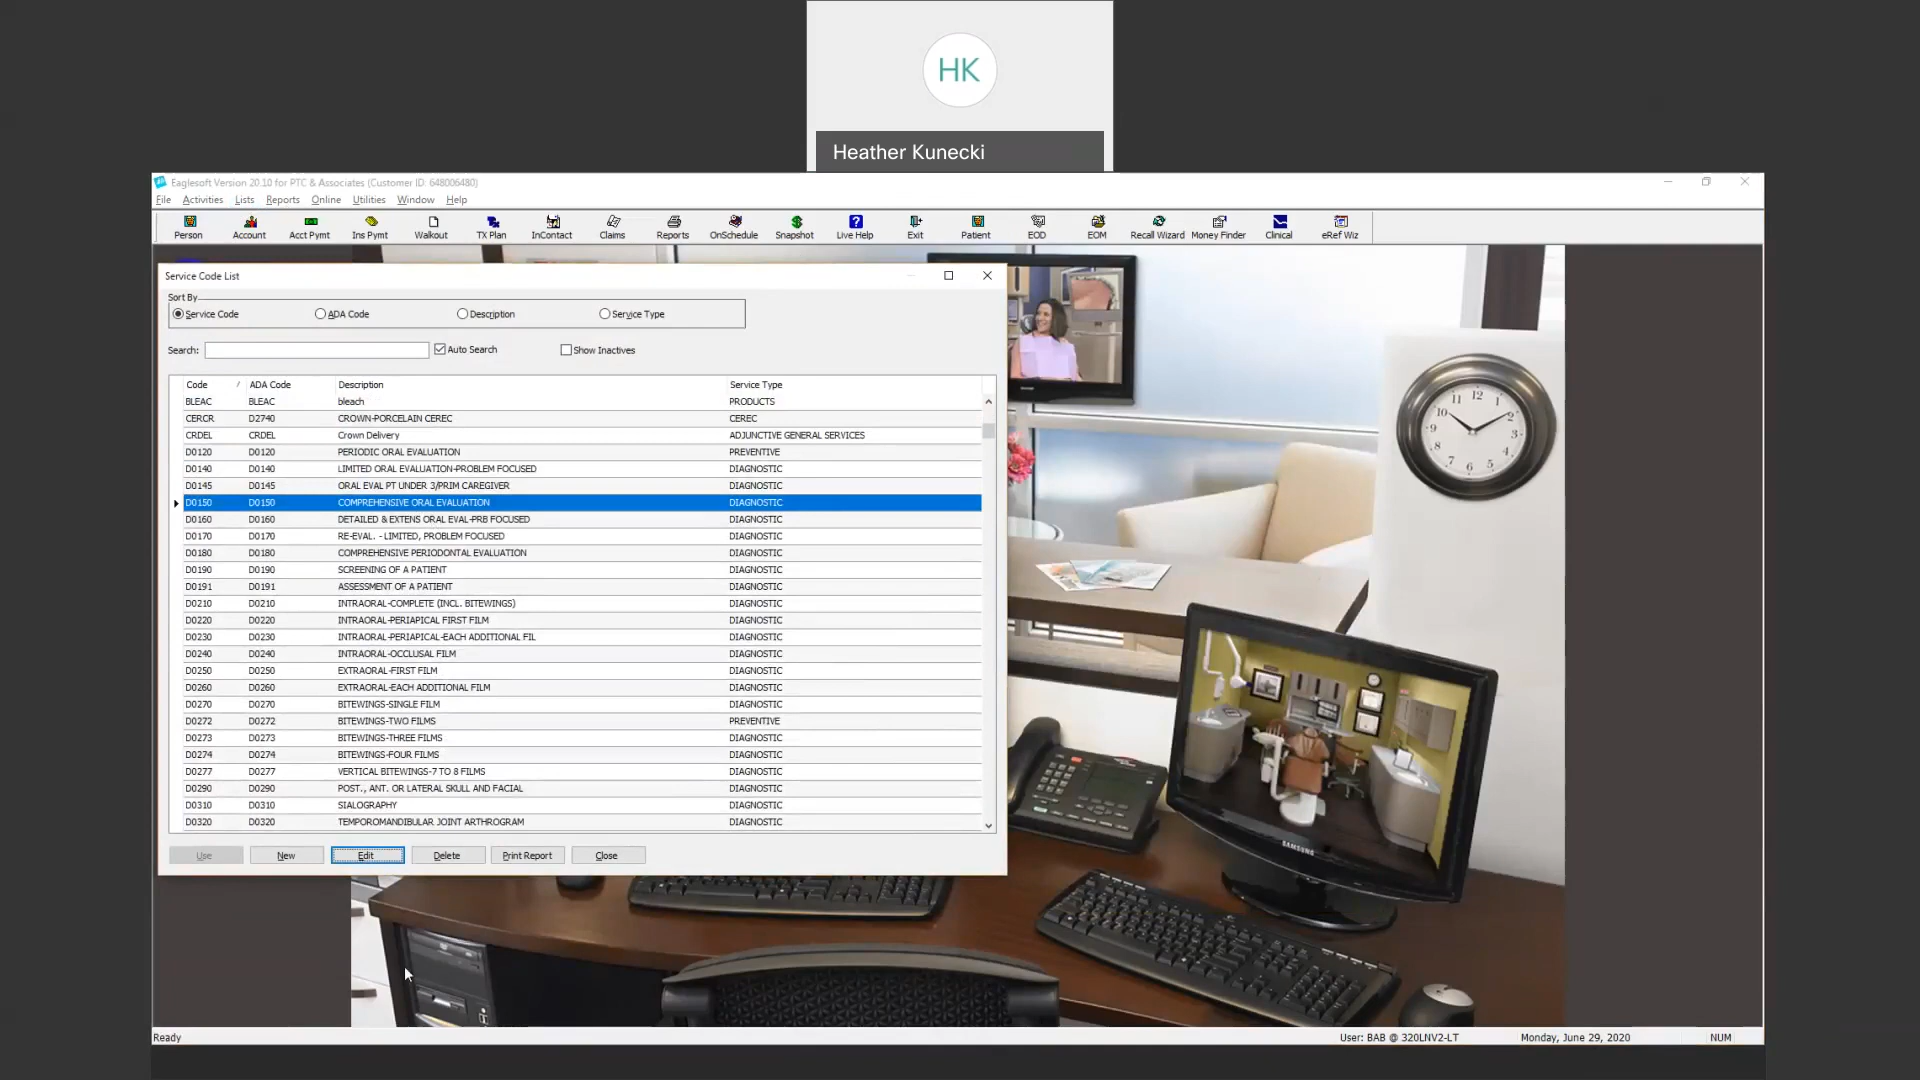 HK
Heather Kunecki
Eaglesoft Version 20.10 for PTC & Associates (Customer ID: 648006480)
File Activities Lists Reports Online Utilities Window Help
Person Account Acct Pymt Ins Pymt Walkout TX Plan InContact Claims Reports OnSchedule Snapshot Live Help Exit Patient EOD EOM Recall Wizard Money Finder Clinical eRef Wiz
Service Code List
Sort By
Service Code ADA Code Description Service Type
Search: Auto Search Show Inactives
Code ADA Code Description Service Type
BLEAC BLEAC bleach PRODUCTS
CERCR D2740 CROWN-PORCELAIN CEREC CEREC
CRDEL CRDEL Crown Delivery ADJUNCTIVE GENERAL SERVICES
D0120 D0120 PERIODIC ORAL EVALUATION PREVENTIVE
D0140 D0140 LIMITED ORAL EVALUATION-PROBLEM FOCUSED DIAGNOSTIC
D0145 D0145 ORAL EVAL PT UNDER 3/PRIM CAREGIVER DIAGNOSTIC
D0150 D0150 COMPREHENSIVE ORAL EVALUATION DIAGNOSTIC
D0160 D0160 DETAILED & EXTENS ORAL EVAL-PRB FOCUSED DIAGNOSTIC
D0170 D0170 RE-EVAL. - LIMITED, PROBLEM FOCUSED DIAGNOSTIC
D0180 D0180 COMPREHENSIVE PERIODONTAL EVALUATION DIAGNOSTIC
D0190 D0190 SCREENING OF A PATIENT DIAGNOSTIC
D0191 D0191 ASSESSMENT OF A PATIENT DIAGNOSTIC
D0210 D0210 INTRAORAL-COMPLETE (INCL. BITEWINGS) DIAGNOSTIC
D0220 D0220 INTRAORAL-PERIAPICAL FIRST FILM DIAGNOSTIC
D0230 D0230 INTRAORAL-PERIAPICAL-EACH ADDITIONAL FIL DIAGNOSTIC
D0240 D0240 INTRAORAL-OCCLUSAL FILM DIAGNOSTIC
D0250 D0250 EXTRAORAL-FIRST FILM DIAGNOSTIC
D0260 D0260 EXTRAORAL-EACH ADDITIONAL FILM DIAGNOSTIC
D0270 D0270 BITEWINGS-SINGLE FILM DIAGNOSTIC
D0272 D0272 BITEWINGS-TWO FILMS PREVENTIVE
D0273 D0273 BITEWINGS-THREE FILMS DIAGNOSTIC
D0274 D0274 BITEWINGS-FOUR FILMS DIAGNOSTIC
D0277 D0277 VERTICAL BITEWINGS-7 TO 8 FILMS DIAGNOSTIC
D0290 D0290 POST., ANT. OR LATERAL SKULL AND FACIAL DIAGNOSTIC
D0310 D0310 SIALOGRAPHY DIAGNOSTIC
D0320 D0320 TEMPOROMANDIBULAR JOINT ARTHROGRAM DIAGNOSTIC
Use New Edit Delete Print Report Close
12 1 2 3 4 5 6 7 8 9 10 11
SAMSUNG
Ready User: BAB @ 320LNV2-LT Monday, June 29, 2020 NUM